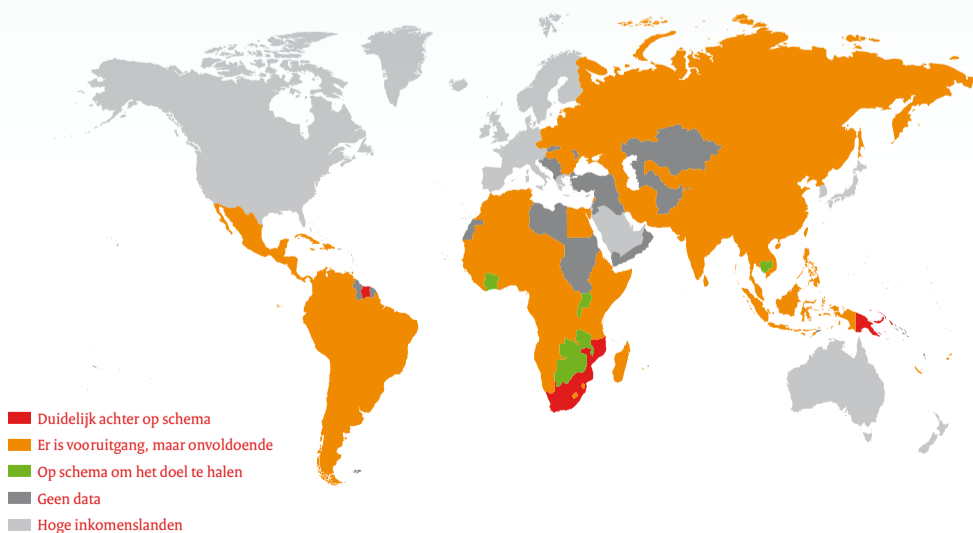 Duidelijk achter op schema
Er is vooruitgang, maar onvoldoende
Op schema om het doel te halen
Geen data
Hoge inkomenslanden